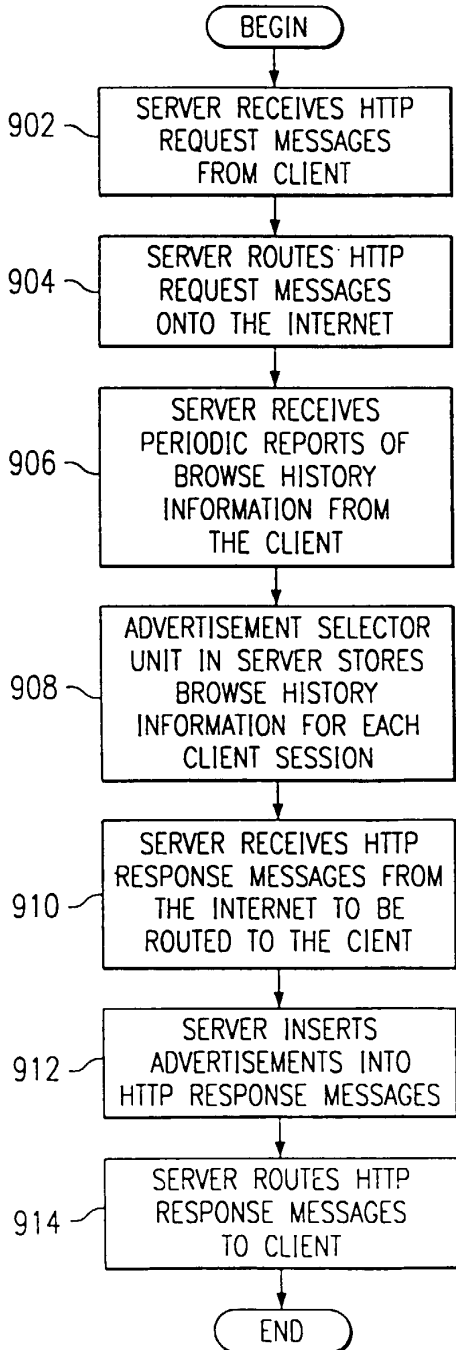 BEGIN
902
SERVER RECEIVES HTTP
REQUEST MESSAGES
FROM CLIENT
904
SERVER ROUTES HTTP
REQUEST MESSAGES
ONTO THE INTERNET
906
SERVER RECEIVES
PERIODIC REPORTS OF
BROWSE HISTORY
INFORMATION FROM
THE CLIENT
908
ADVERTISEMENT SELECTOR
UNIT IN SERVER STORES
BROWSE HISTORY
INFORMATION FOR EACH
CLIENT SESSION
910
SERVER RECEIVES HTTP
RESPONSE MESSAGES FROM
THE INTERNET TO BE
ROUTED TO THE CIENT
912
SERVER INSERTS
ADVERTISEMENTS INTO
HTTP RESPONSE MESSAGES
914
SERVER ROUTES HTTP
RESPONSE MESSAGES
TO CLIENT
END